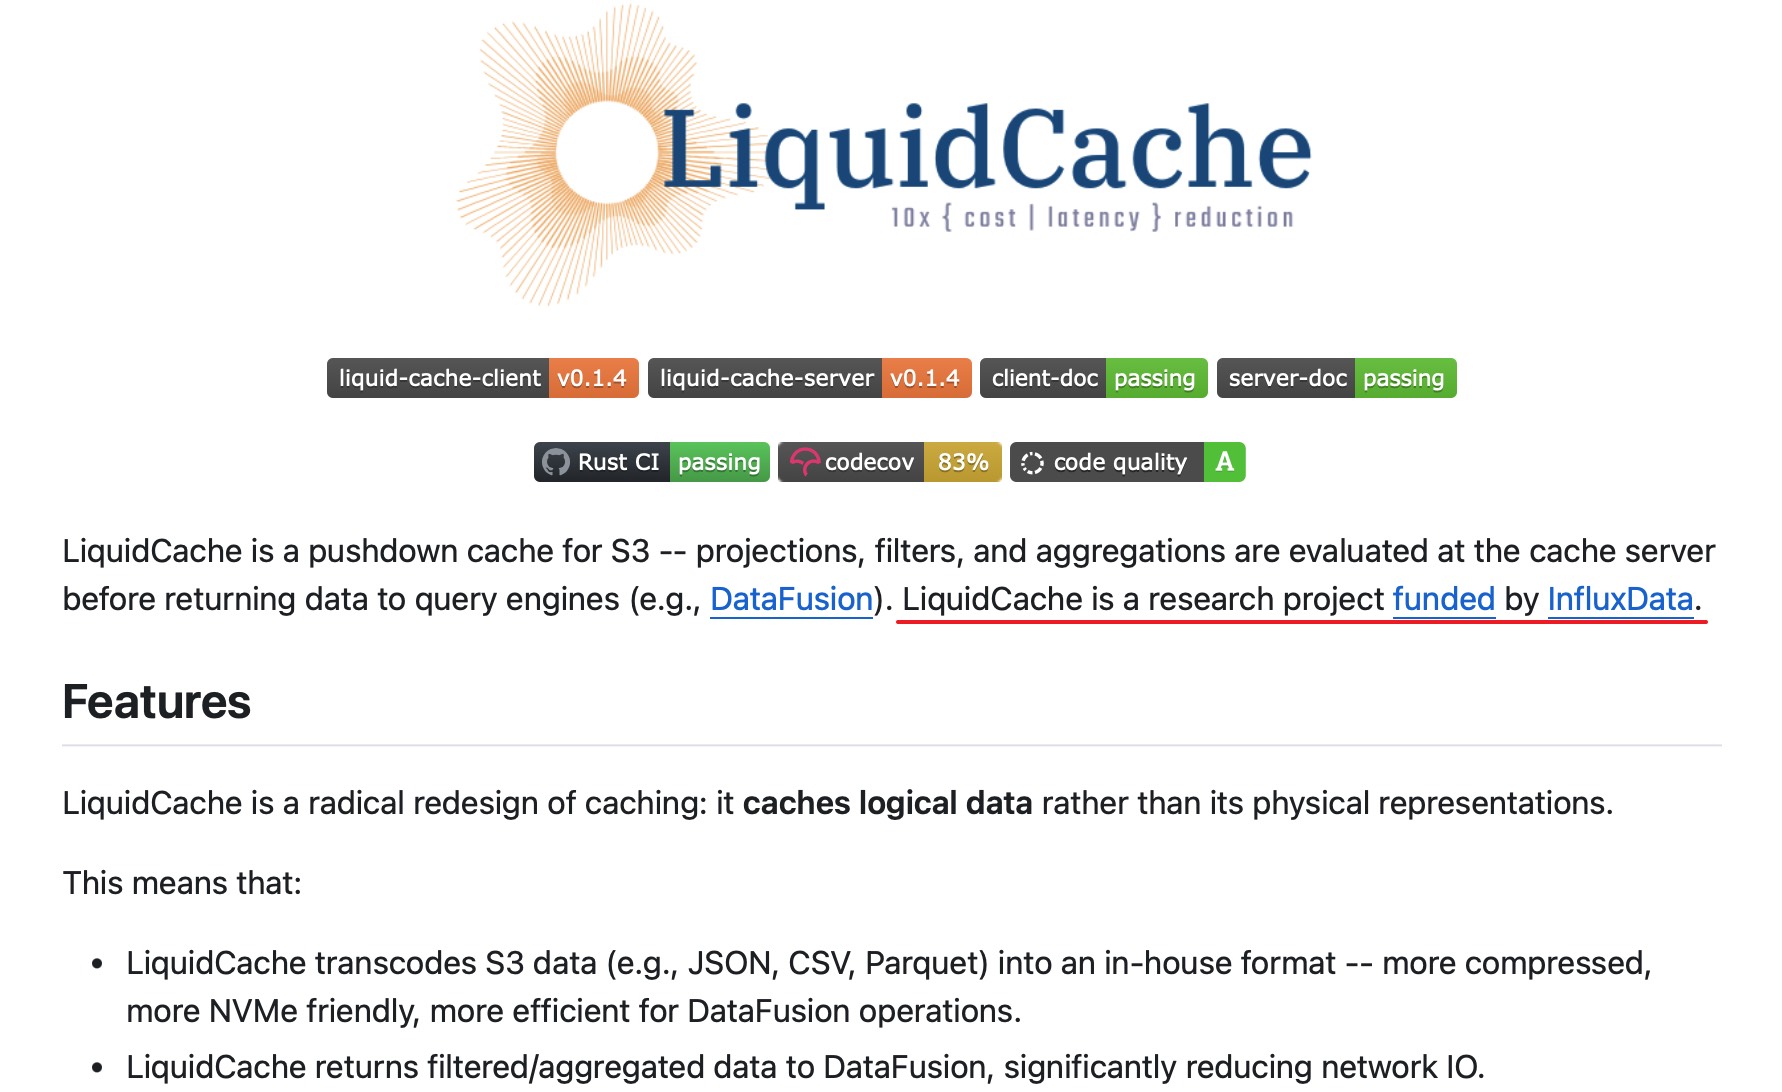 LiquidCache
10x { cost | latency } reduction
liquid-cache-client v0.1.4 liquid-cache-server v0.1.4 client-doc passing server-doc passing
Rust CI passing codecov 83% code quality A
LiquidCache is a pushdown cache for S3 -- projections, filters, and aggregations are evaluated at the cache server
before returning data to query engines (e.g., DataFusion). LiquidCache is a research project funded by InfluxData.
Features
LiquidCache is a radical redesign of caching: it caches logical data rather than its physical representations.
This means that:
• LiquidCache transcodes S3 data (e.g., JSON, CSV, Parquet) into an in-house format -- more compressed,
more NVMe friendly, more efficient for DataFusion operations.
• LiquidCache returns filtered/aggregated data to DataFusion, significantly reducing network IO.